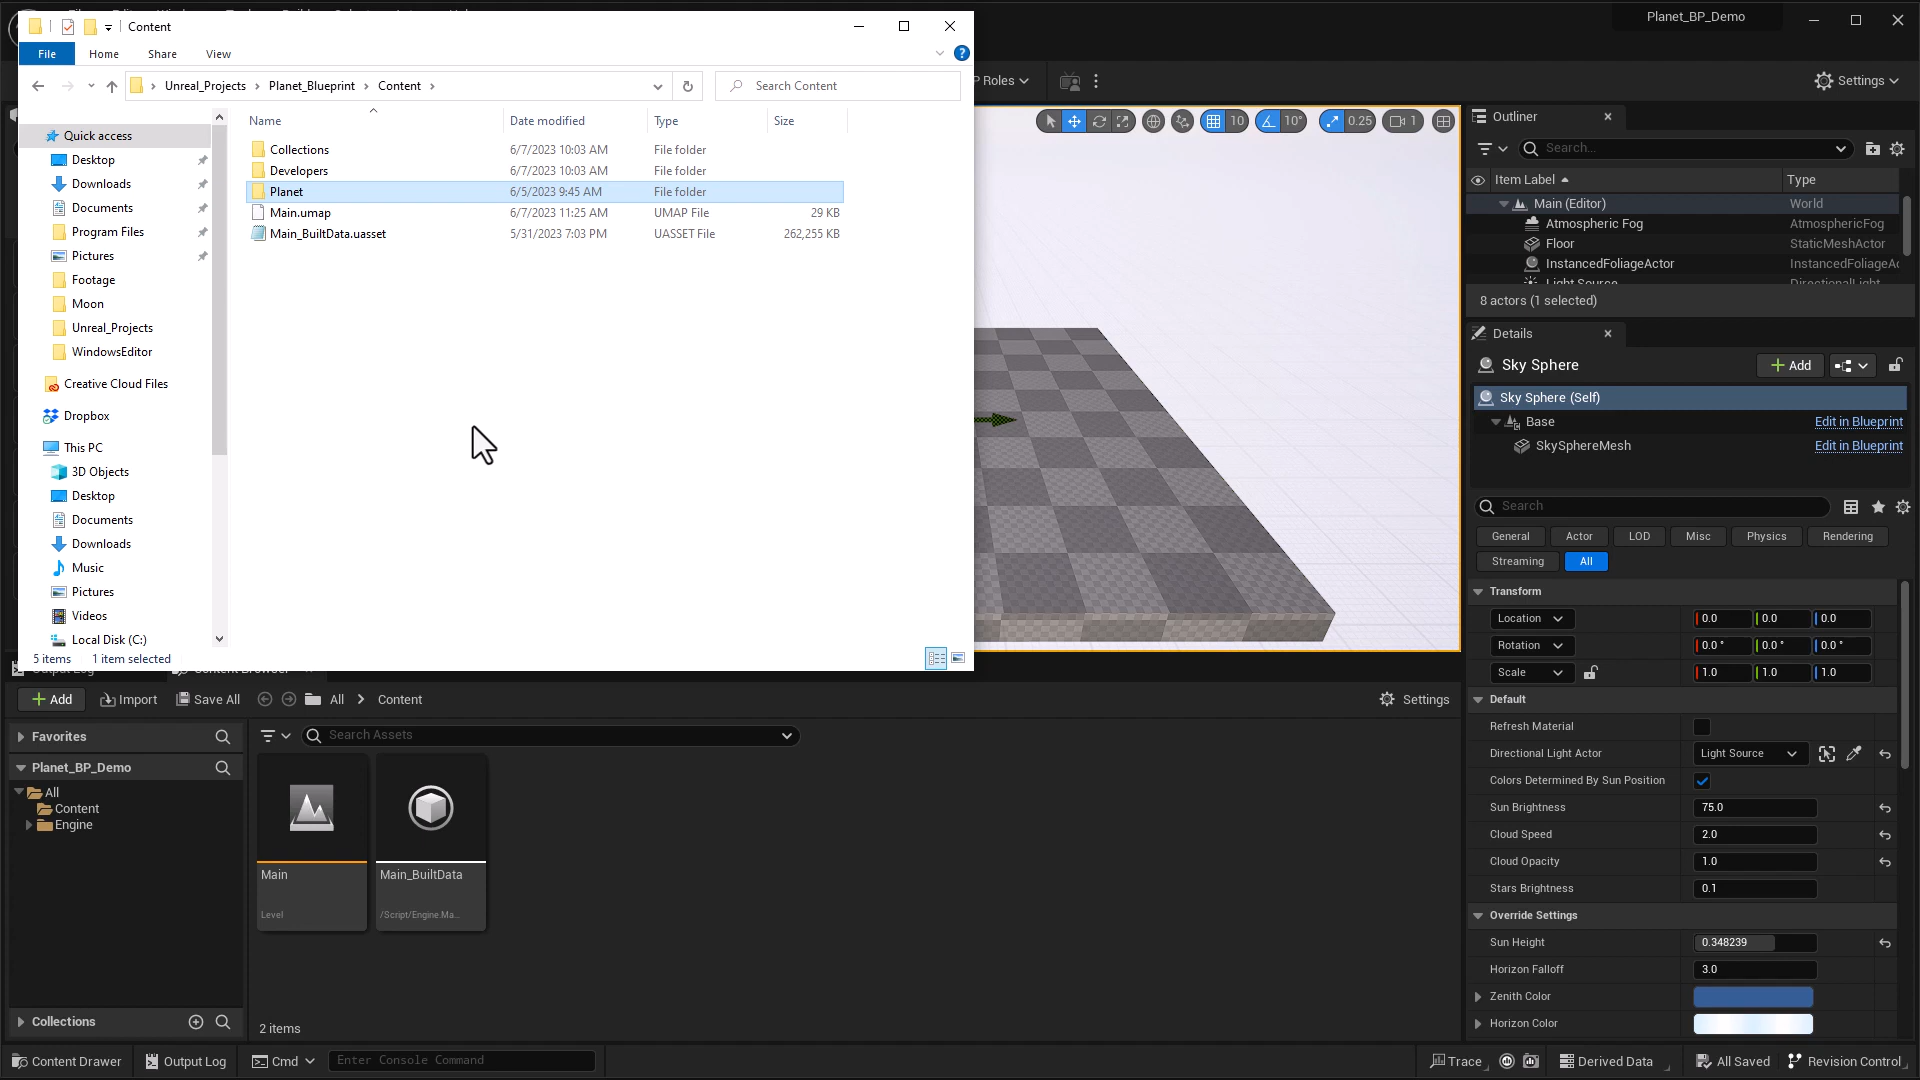 Content
Planet_BP_Demo
File
Home
Share
View
Roles
Settings
Unreal_Projects
Planet_Blueprint
Content
Search Content
Name
Date modified
Type
Size
Collections
6/7/2023 10:03 AM
File folder
Developers
6/7/2023 10:03 AM
File folder
Planet
6/5/2023 9:45 AM
File folder
Main.umap
6/7/2023 11:25 AM
UMAP File
29 KB
Main_BuiltData.uasset
5/31/2023 7:03 PM
UASSET File
262,255 KB
Quick access
Desktop
Downloads
Documents
Program Files
Pictures
Footage
Moon
Unreal_Projects
WindowsEditor
Creative Cloud Files
Dropbox
This PC
3D Objects
Desktop
Documents
Downloads
Music
Pictures
Videos
Local Disk (C:)
5 items
1 item selected
10
10°
0.25
1
Outliner
Search...
Item Label
Type
Main (Editor)
World
Atmospheric Fog
AtmosphericFog
Floor
StaticMeshActor
InstancedFoliageActor
InstancedFoliageAc
Light Source
DirectionalLight
8 actors (1 selected)
Details
Sky Sphere
Add
Sky Sphere (Self)
Base
Edit in Blueprint
SkySphereMesh
Edit in Blueprint
Search
General
Actor
LOD
Misc
Physics
Rendering
Streaming
All
Transform
Location
0.0
0.0
0.0
Rotation
0.0 °
0.0 °
0.0 °
Scale
1.0
1.0
1.0
Default
Refresh Material
Directional Light Actor
Light Source
Colors Determined By Sun Position
Sun Brightness
75.0
Cloud Speed
2.0
Cloud Opacity
1.0
Stars Brightness
0.1
Override Settings
Sun Height
0.348239
Horizon Falloff
3.0
Zenith Color
Horizon Color
Add
Import
Save All
All
Content
Settings
Favorites
Search Assets
Planet_BP_Demo
All
Content
Engine
Main
Level
Main_BuiltData
/Script/Engine.Ma...
Collections
2 items
Content Drawer
Output Log
Cmd
Enter Console Command
Trace
Derived Data
All Saved
Revision Control